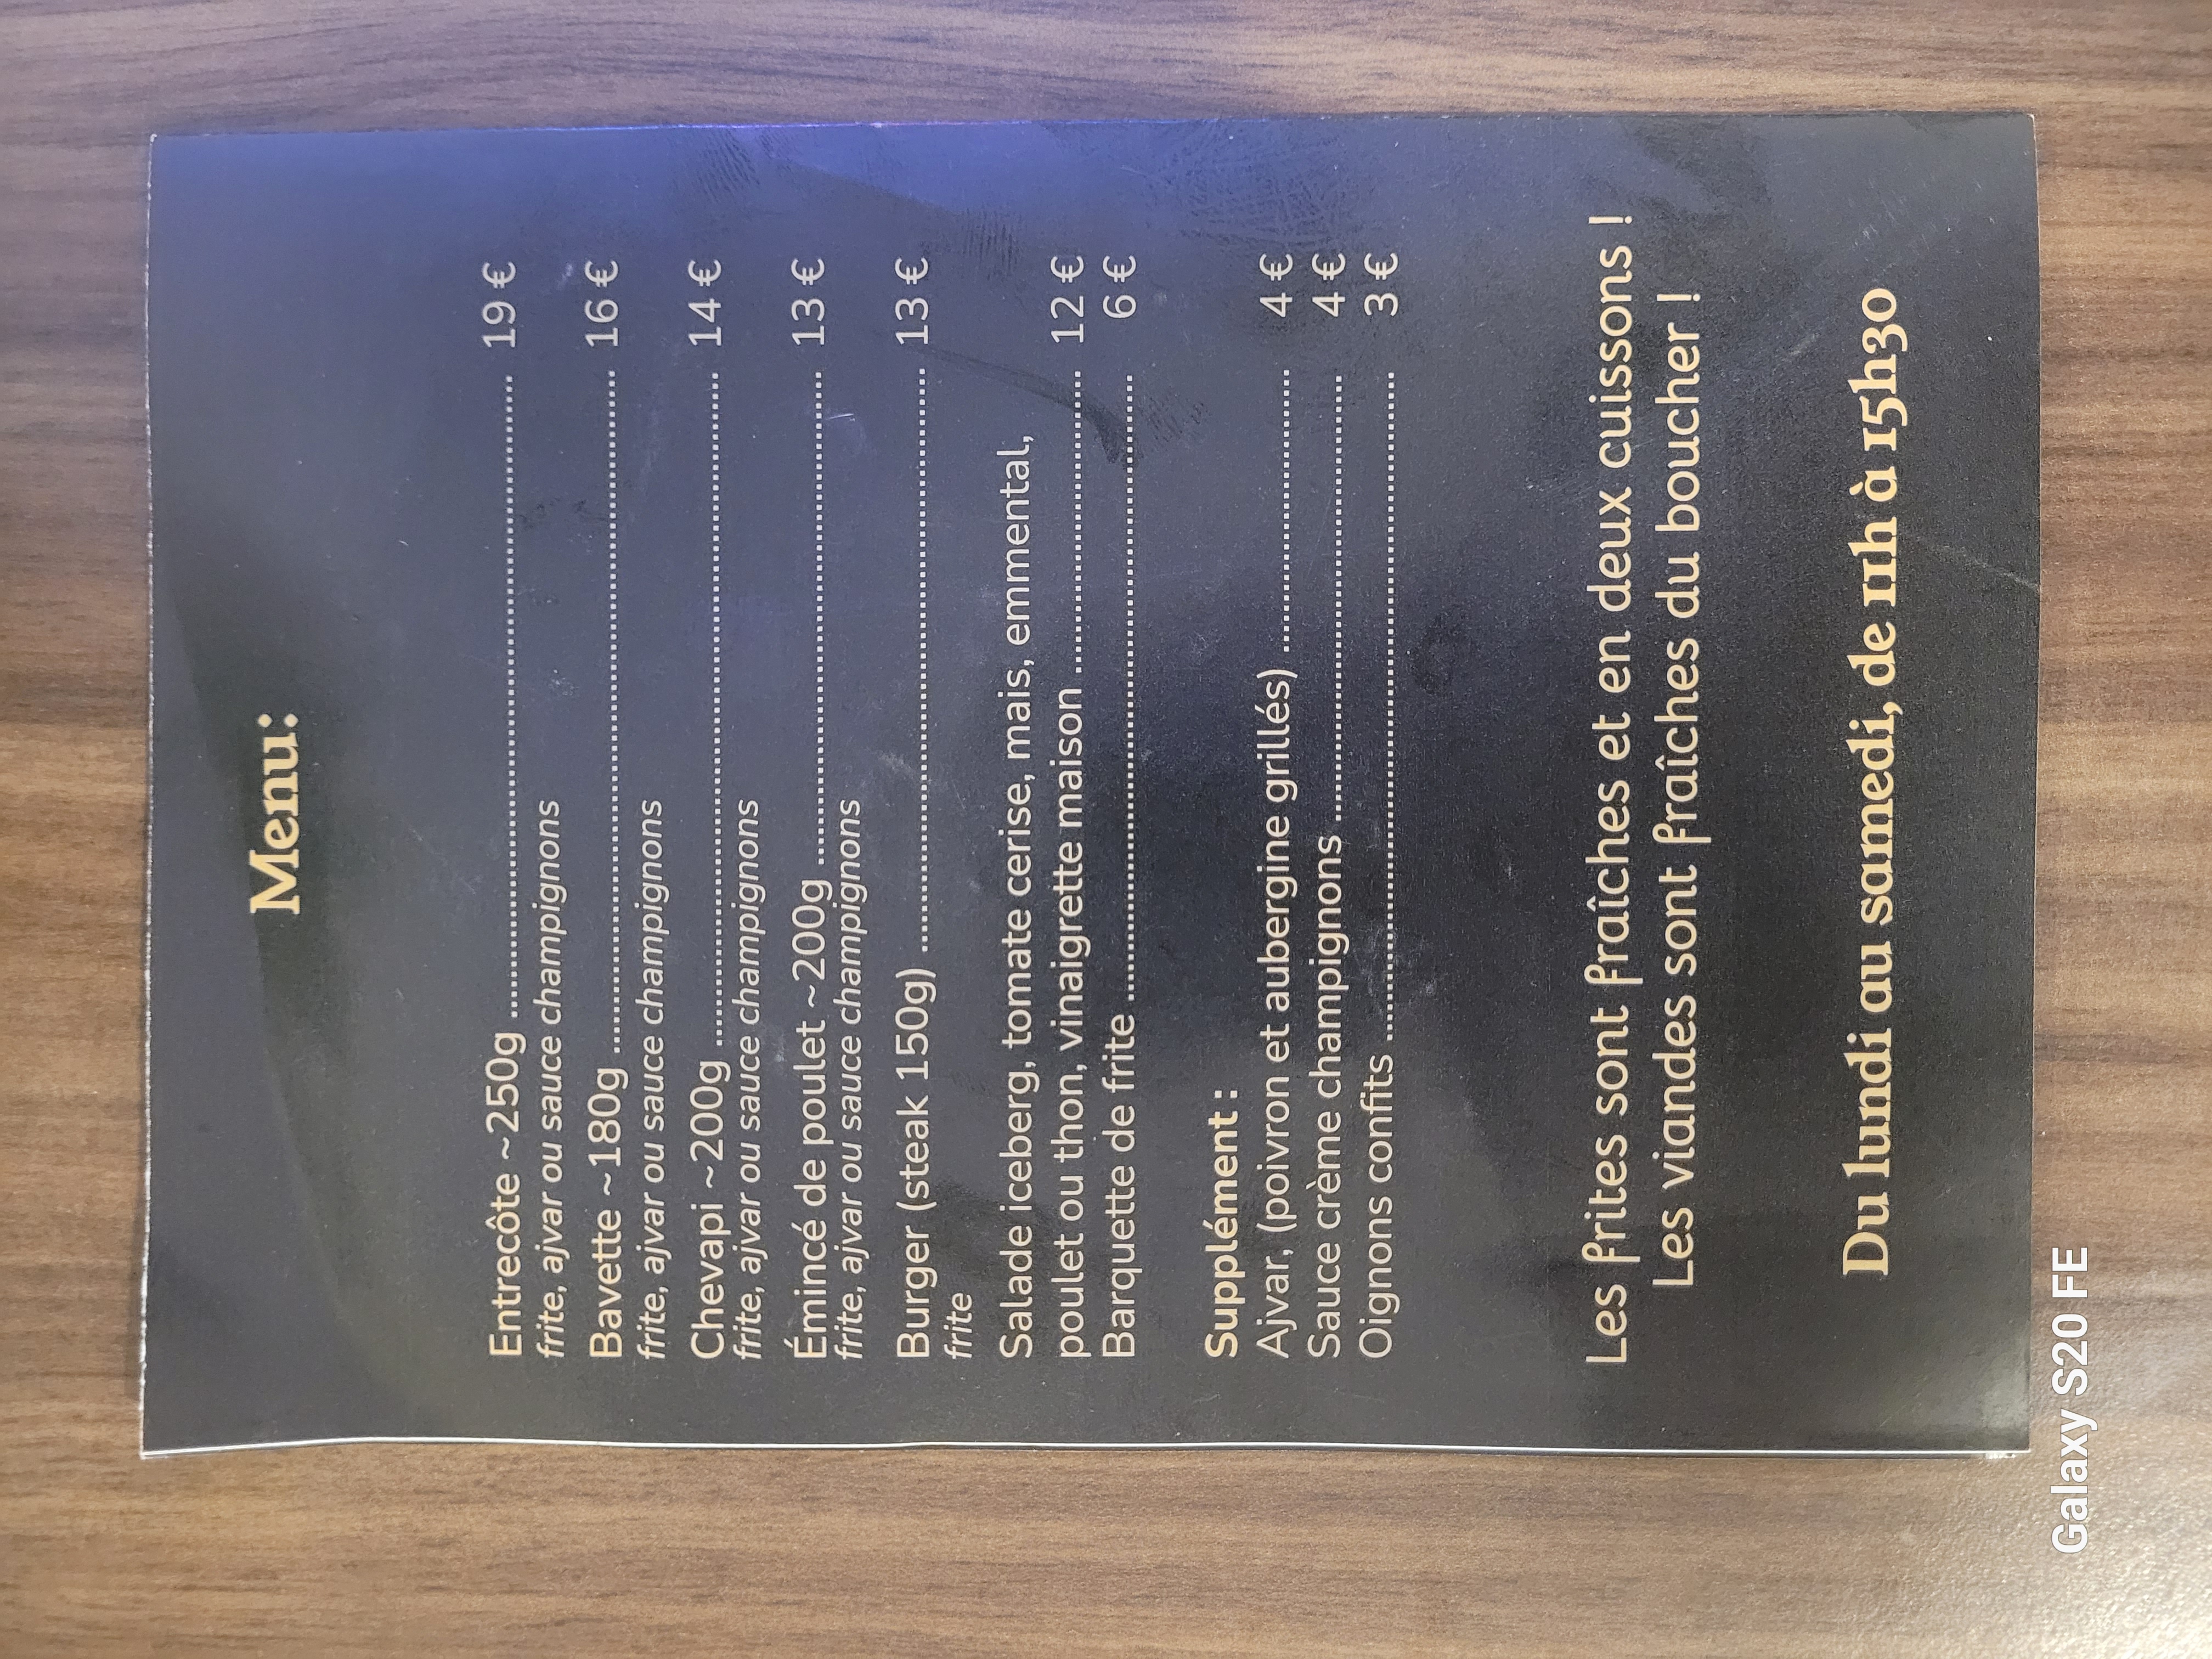 Menu:
Entrecôte ~250g ........................ 19 €
frite, ajvar ou sauce champignons
Bavette ~180g ........................ 16 €
frite, ajvar ou sauce champignons
Chevapi ~200g ........................ 14 €
frite, ajvar ou sauce champignons
Émincé de poulet ~200g ........................ 13 €
frite, ajvar ou sauce champignons
Burger (steak 150g) ........................ 13 €
frite
Salade iceberg, tomate cerise, mais, emmental,
poulet ou thon, vinaigrette maison ........................ 12 €
Barquette de frite ........................ 6 €
Supplément :
Ajvar, (poivron et aubergine grillés) ........................ 4 €
Sauce crème champignons ........................ 4 €
Oignons confits ........................ 3 €
Les frites sont fraîches et en deux cuissons !
Les viandes sont fraîches du boucher !
Du lundi au samedi, de 11h à 15h30
Galaxy S20 FE